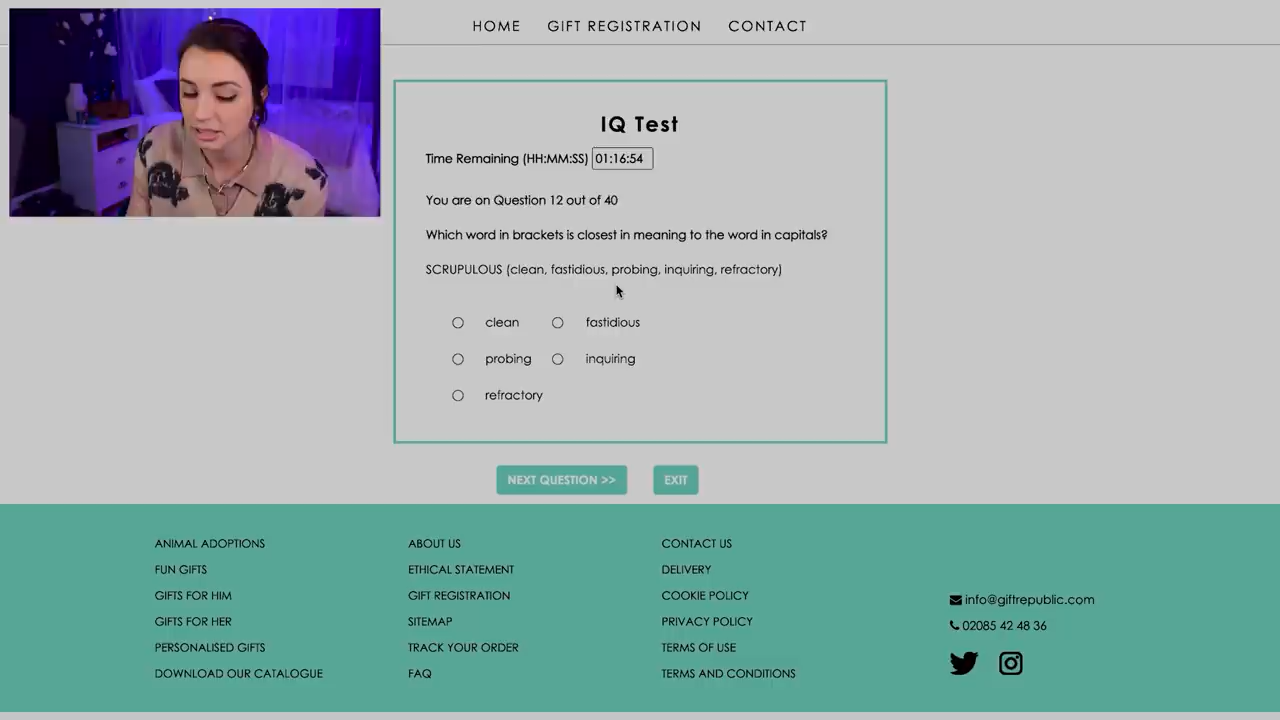 HOME GIFT REGISTRATION CONTACT
IQ Test
Time Remaining (HH:MM:SS) 01:16:54
You are on Question 12 out of 40
Which word in brackets is closest in meaning to the word in capitals?
SCRUPULOUS (clean, fastidious, probing, inquiring, refractory)
clean fastidious
probing inquiring
refractory
NEXT QUESTION >> EXIT
ANIMAL ADOPTIONS
FUN GIFTS
GIFTS FOR HIM
GIFTS FOR HER
PERSONALISED GIFTS
DOWNLOAD OUR CATALOGUE
ABOUT US
ETHICAL STATEMENT
GIFT REGISTRATION
SITEMAP
TRACK YOUR ORDER
FAQ
CONTACT US
DELIVERY
COOKIE POLICY
PRIVACY POLICY
TERMS OF USE
TERMS AND CONDITIONS
info@giftrepublic.com
02085 42 48 36